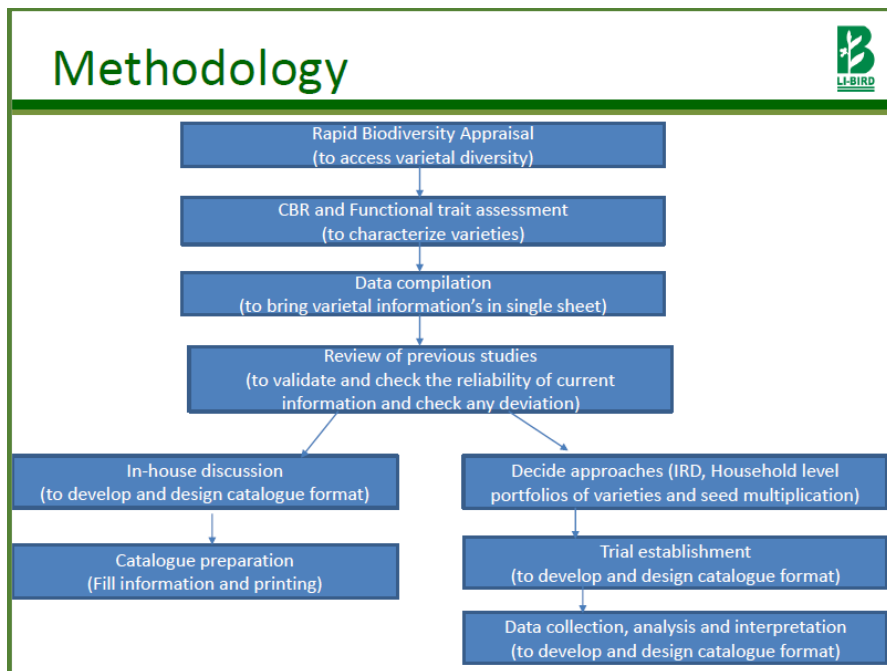 Methodology
LI-BIRD
Rapid Biodiversity Appraisal
(to access varietal diversity)
CBR and Functional trait assessment
(to characterize varieties)
Data compilation
(to bring varietal information's in single sheet)
Review of previous studies
(to validate and check the reliability of current
information and check any deviation)
In-house discussion
(to develop and design catalogue format)
Catalogue preparation
(Fill information and printing)
Decide approaches (IRD, Household level
portfolios of varieties and seed multiplication)
Trial establishment
(to develop and design catalogue format)
Data collection, analysis and interpretation
(to develop and design catalogue format)